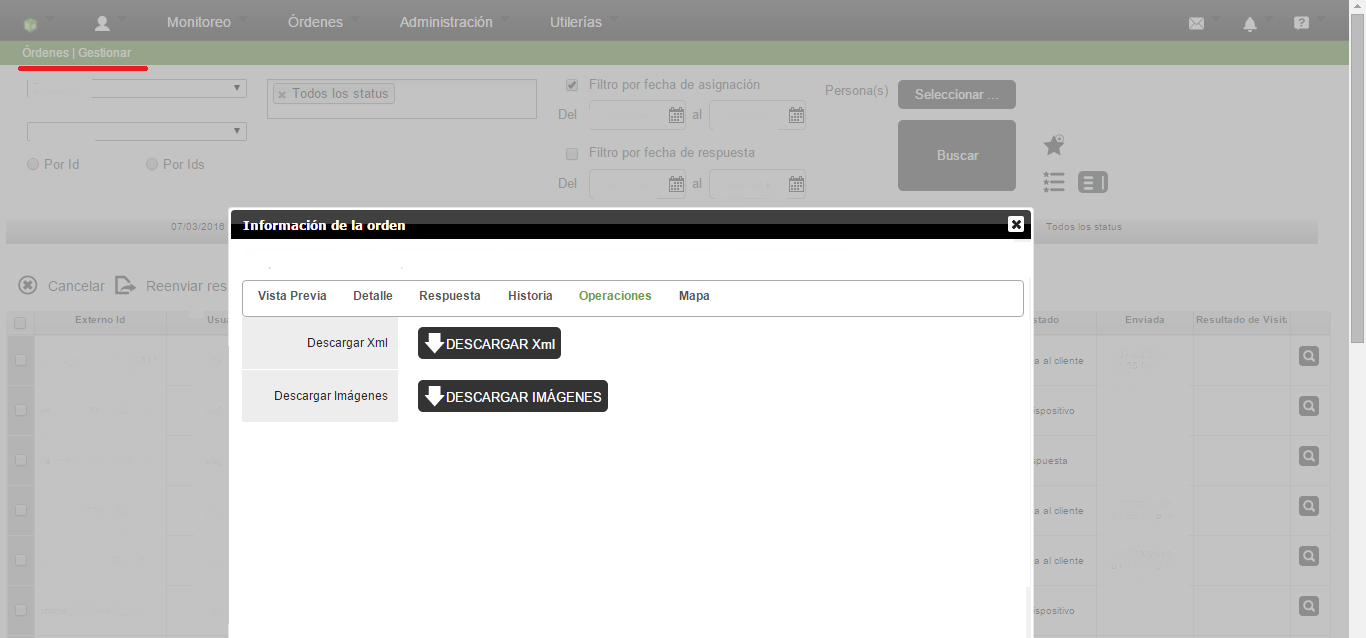 Monitoreo Órdenes Administración Utilerías
Órdenes | Gestionar
Todos los status
Filtro por fecha de asignación
Persona(s) Seleccionar ...
Del al
Buscar
Filtro por fecha de respuesta
Por Id Por Ids
Del al
07/03/2016
Todos los status
Información de la orden
Cancelar Reenviar res
Vista Previa Detalle Respuesta Historia Operaciones Mapa
Externo Id Usu stado Enviada Resultado de Visit
Descargar Xml DESCARGAR Xml
a al cliente
Descargar Imágenes DESCARGAR IMÁGENES
ispositivo
spuesta
a al cliente
a al cliente
ispositivo